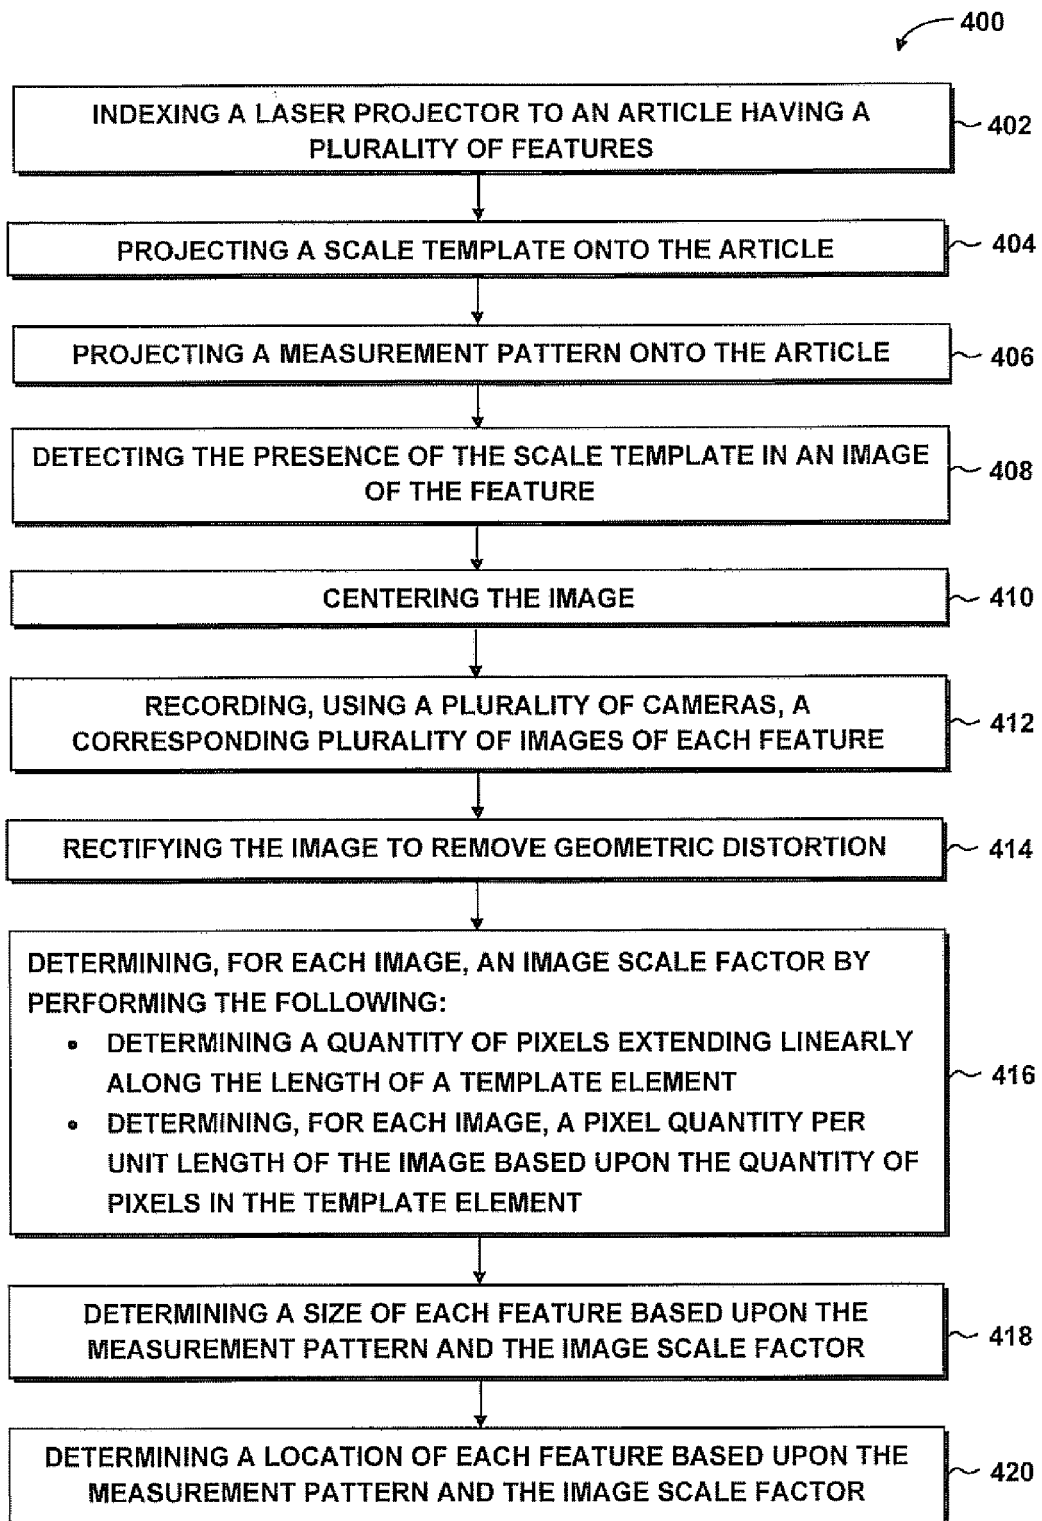 400
INDEXING A LASER PROJECTOR TO AN ARTICLE HAVING A
PLURALITY OF FEATURES
402
PROJECTING A SCALE TEMPLATE ONTO THE ARTICLE
404
PROJECTING A MEASUREMENT PATTERN ONTO THE ARTICLE
406
DETECTING THE PRESENCE OF THE SCALE TEMPLATE IN AN IMAGE
OF THE FEATURE
408
CENTERING THE IMAGE
410
RECORDING, USING A PLURALITY OF CAMERAS, A
CORRESPONDING PLURALITY OF IMAGES OF EACH FEATURE
412
RECTIFYING THE IMAGE TO REMOVE GEOMETRIC DISTORTION
414
DETERMINING, FOR EACH IMAGE, AN IMAGE SCALE FACTOR BY
PERFORMING THE FOLLOWING:
• DETERMINING A QUANTITY OF PIXELS EXTENDING LINEARLY
ALONG THE LENGTH OF A TEMPLATE ELEMENT
• DETERMINING, FOR EACH IMAGE, A PIXEL QUANTITY PER
UNIT LENGTH OF THE IMAGE BASED UPON THE QUANTITY OF
PIXELS IN THE TEMPLATE ELEMENT
416
DETERMINING A SIZE OF EACH FEATURE BASED UPON THE
MEASUREMENT PATTERN AND THE IMAGE SCALE FACTOR
418
DETERMINING A LOCATION OF EACH FEATURE BASED UPON THE
MEASUREMENT PATTERN AND THE IMAGE SCALE FACTOR
420